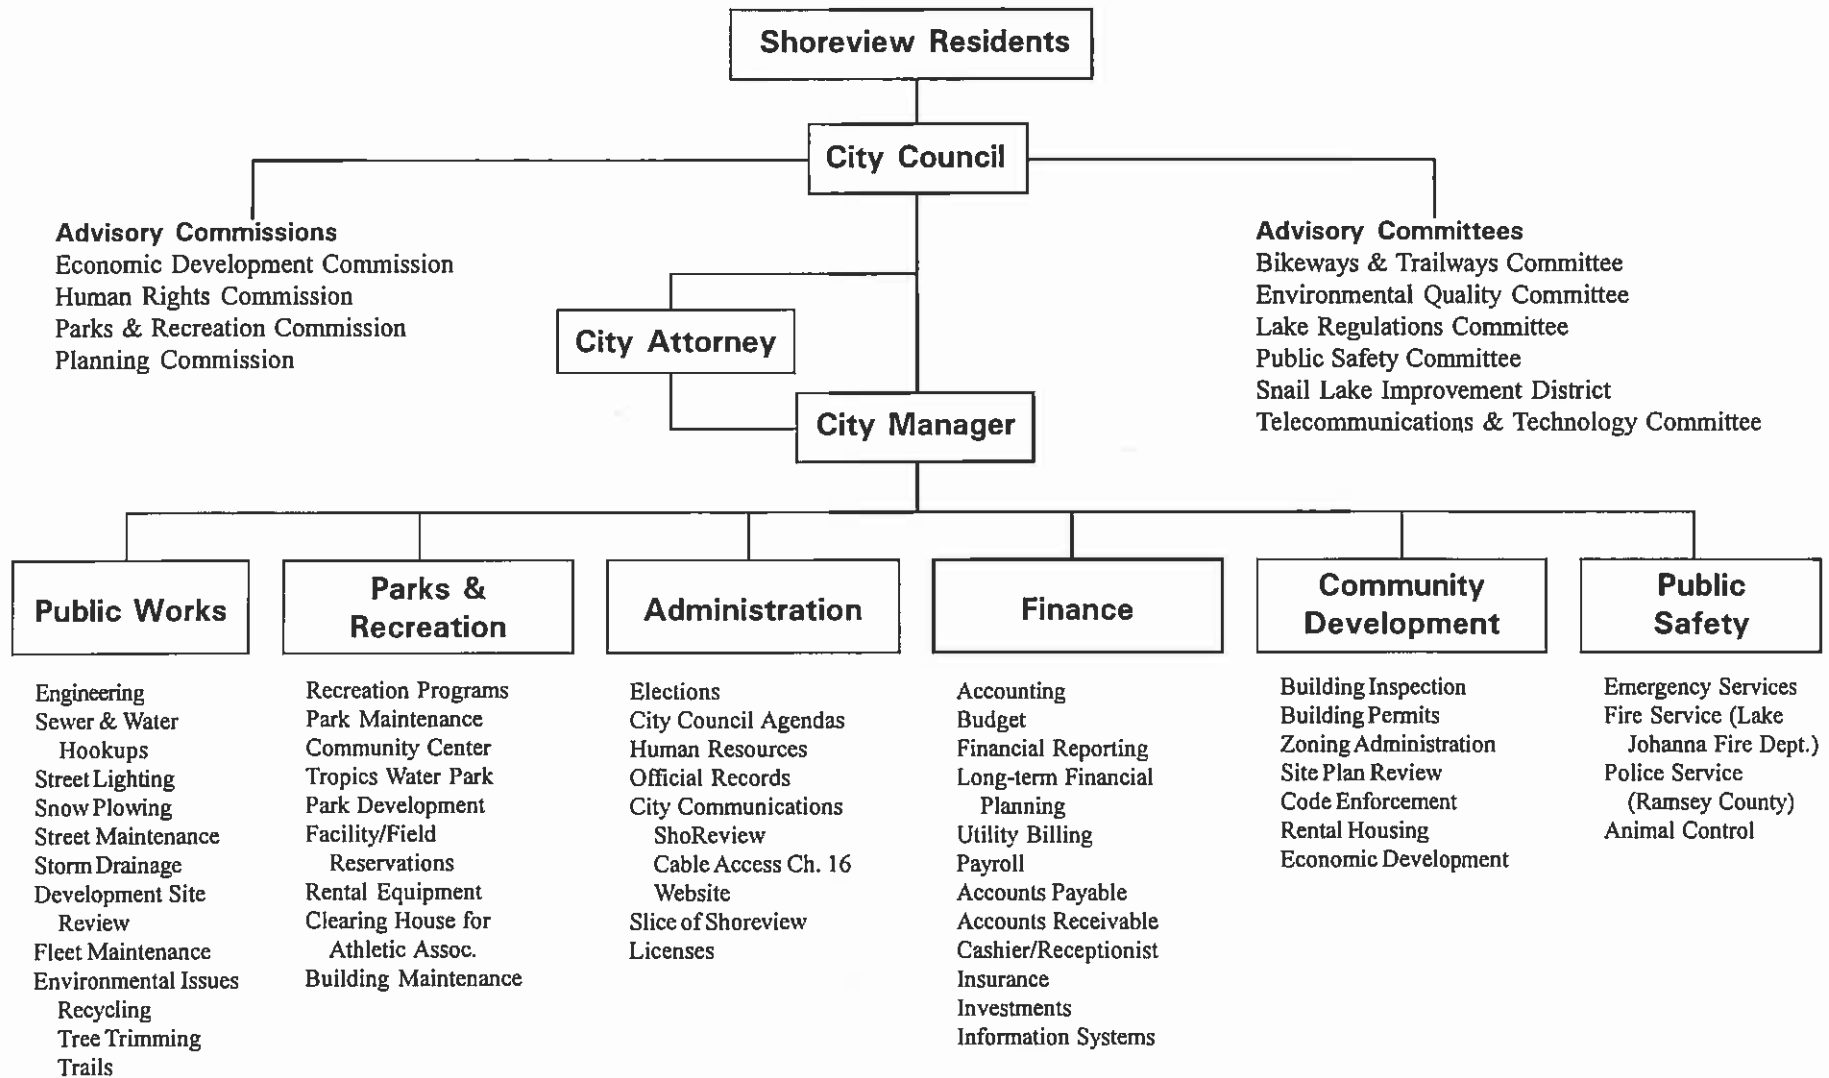 Shoreview Residents
City Council
Advisory Commissions
Economic Development Commission
Human Rights Commission
Parks & Recreation Commission
Planning Commission
Advisory Committees
Bikeways & Trailways Committee
Environmental Quality Committee
Lake Regulations Committee
Public Safety Committee
Snail Lake Improvement District
Telecommunications & Technology Committee
City Attorney
City Manager
Public Works
Engineering
Sewer & Water
Hookups
Street Lighting
Snow Plowing
Street Maintenance
Storm Drainage
Development Site
Review
Fleet Maintenance
Environmental Issues
Recycling
Tree Trimming
Trails
Parks &
Recreation
Recreation Programs
Park Maintenance
Community Center
Tropics Water Park
Park Development
Facility/Field
Reservations
Rental Equipment
Clearing House for
Athletic Assoc.
Building Maintenance
Administration
Elections
City Council Agendas
Human Resources
Official Records
City Communications
ShoReview
Cable Access Ch. 16
Website
Slice of Shoreview
Licenses
Finance
Accounting
Budget
Financial Reporting
Long-term Financial
Planning
Utility Billing
Payroll
Accounts Payable
Accounts Receivable
Cashier/Receptionist
Insurance
Investments
Information Systems
Community
Development
Building Inspection
Building Permits
Zoning Administration
Site Plan Review
Code Enforcement
Rental Housing
Economic Development
Public
Safety
Emergency Services
Fire Service (Lake
Johanna Fire Dept.)
Police Service
(Ramsey County)
Animal Control